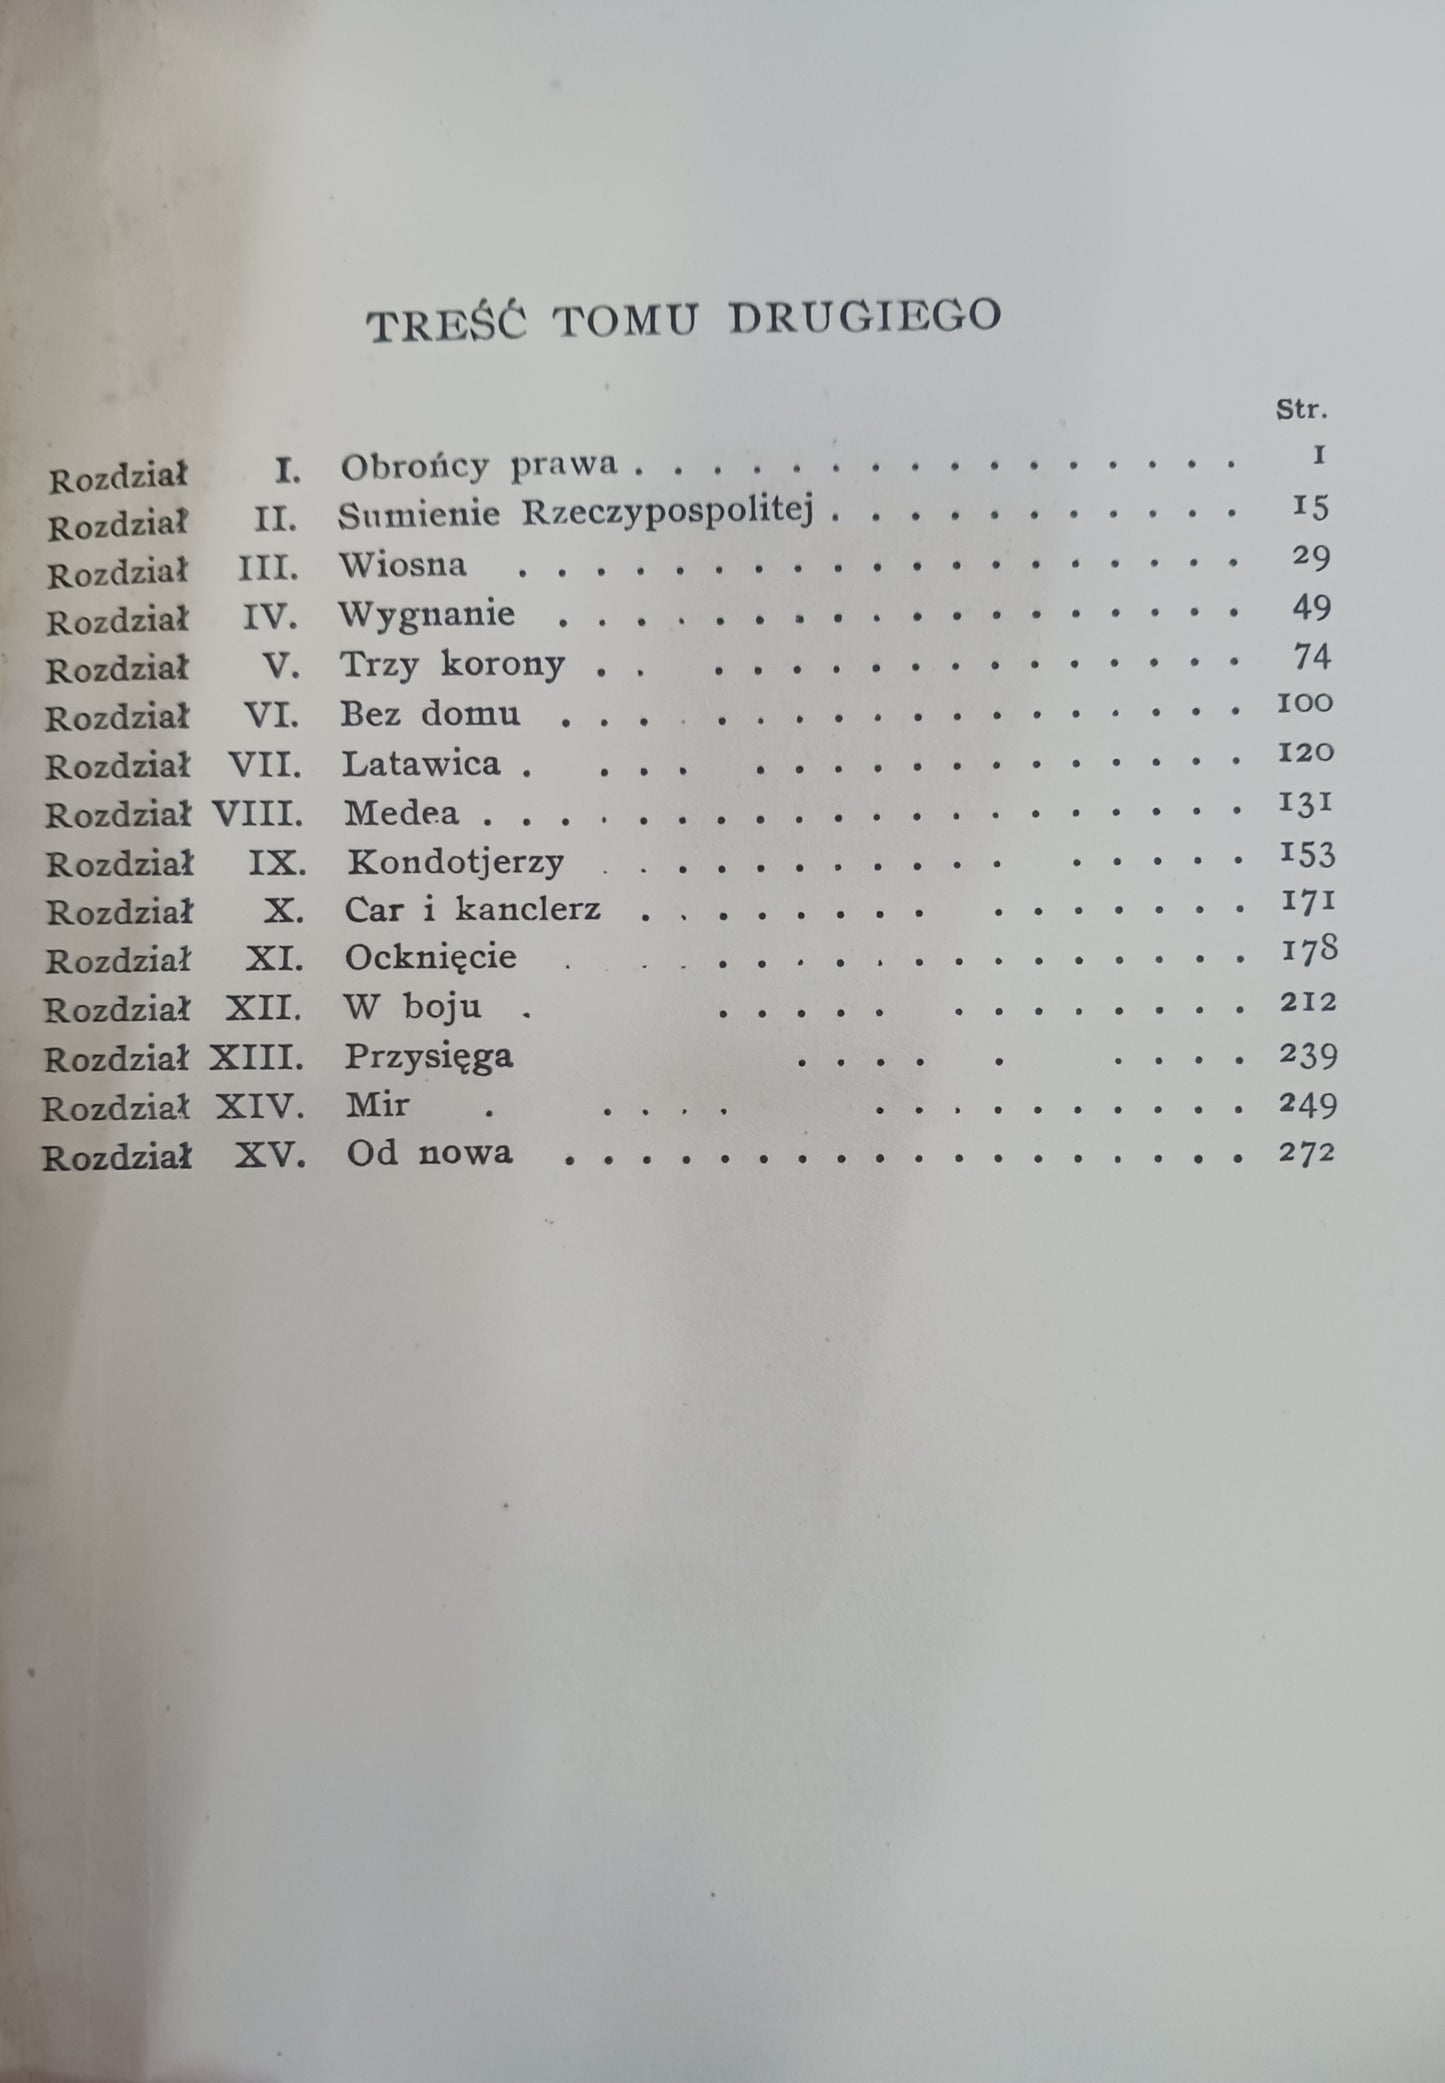 TREŚĆ TOMU DRUGIEGO
Str.
Rozdział I. Obrońcy prawa . . . . . . . . . . . . . . . . 1
Rozdział II. Sumienie Rzeczypospolitej . . . . . . . . . . . 15
Rozdział III. Wiosna . . . . . . . . . . . . . . . . . . . 29
Rozdział IV. Wygnanie . . . . . . . . . . . . . . . . . . 49
Rozdział V. Trzy korony . . . . . . . . . . . . . . . . 74
Rozdział VI. Bez domu . . . . . . . . . . . . . . . . . . 100
Rozdział VII. Latawica . . . . . . . . . . . . . . . . . 120
Rozdział VIII. Medea . . . . . . . . . . . . . . . . . . . . 131
Rozdział IX. Kondotjerzy . . . . . . . . . . . . . . . . 153
Rozdział X. Car i kanclerz . . . . . . . . . . . . . . . 171
Rozdział XI. Ocknięcie . . . . . . . . . . . . . . . . . 178
Rozdział XII. W boju . . . . . . . . . . . . . . 212
Rozdział XIII. Przysięga . . . . . . . . . 239
Rozdział XIV. Mir . . . . . . . . . . . . . . . 249
Rozdział XV. Od nowa . . . . . . . . . . . . . . . . . . 272